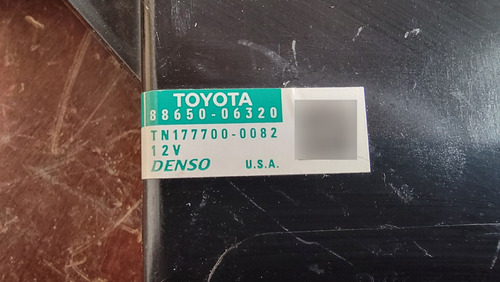 TOYOTA
88650-06320
TN177700-0082
12V
DENSO U.S.A.